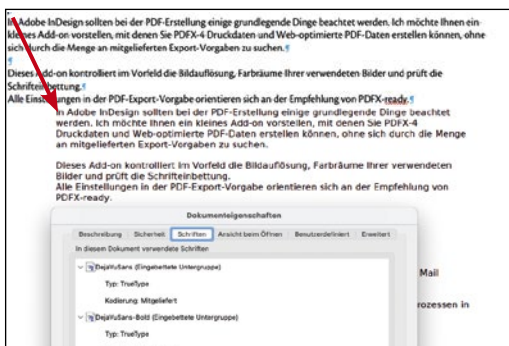 In Adobe InDesign sollten bei der PDF-Erstellung einige grundlegende Dinge beachtet werden. Ich möchte Ihnen ein
kleines Add-on vorstellen, mit denen Sie PDFX-4 Druckdaten und Web-optimierte PDF-Daten erstellen können, ohne
sich durch die Menge an mitgelieferten Export-Vorgaben zu suchen.¶
¶
Dieses Add-on kontrolliert im Vorfeld die Bildauflösung, Farbräume Ihrer verwendeten Bilder und prüft die
Schrifteinbettung.¶
Alle Einstellungen in der PDF-Export-Vorgabe orientieren sich an der Empfehlung von PDFX-ready.¶
In Adobe InDesign sollten bei der PDF-Erstellung einige grundlegende Dinge beachtet
werden. Ich möchte Ihnen ein kleines Add-on vorstellen, mit denen Sie PDFX-4
Druckdaten und Web-optimierte PDF-Daten erstellen können, ohne sich durch die Menge
an mitgelieferten Export-Vorgaben zu suchen.
Dieses Add-on kontrolliert im Vorfeld die Bildauflösung, Farbräume Ihrer verwendeten
Bilder und prüft die Schrifteinbettung.
Alle Einstellungen in der PDF-Export-Vorgabe orientieren sich an der Empfehlung von
PDFX-ready.
Dokumenteigenschaften
Beschreibung Sicherheit Schriften Ansicht beim Öffnen Benutzerdefiniert Erweitert
In diesem Dokument verwendete Schriften
DejaVuSans (Eingebettete Untergruppe)
Mail
Typ: TrueType
Kodierung: Mitgeliefert
rozessen in
DejaVuSans-Bold (Eingebettete Untergruppe)
Typ: TrueType